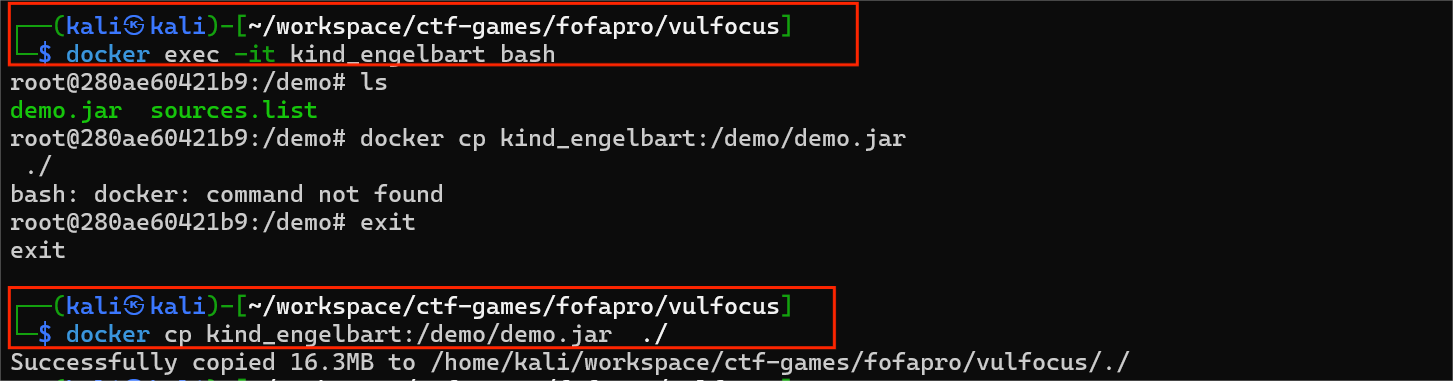 ┌──(kali㉿kali)-[~/workspace/ctf-games/fofapro/vulfocus]
└─$ docker exec -it kind_engelbart bash
root@280ae60421b9:/demo# ls
demo.jar  sources.list
root@280ae60421b9:/demo# docker cp kind_engelbart:/demo/demo.jar
 ./
bash: docker: command not found
root@280ae60421b9:/demo# exit
exit
┌──(kali㉿kali)-[~/workspace/ctf-games/fofapro/vulfocus]
└─$ docker cp kind_engelbart:/demo/demo.jar  ./
Successfully copied 16.3MB to /home/kali/workspace/ctf-games/fofapro/vulfocus/./